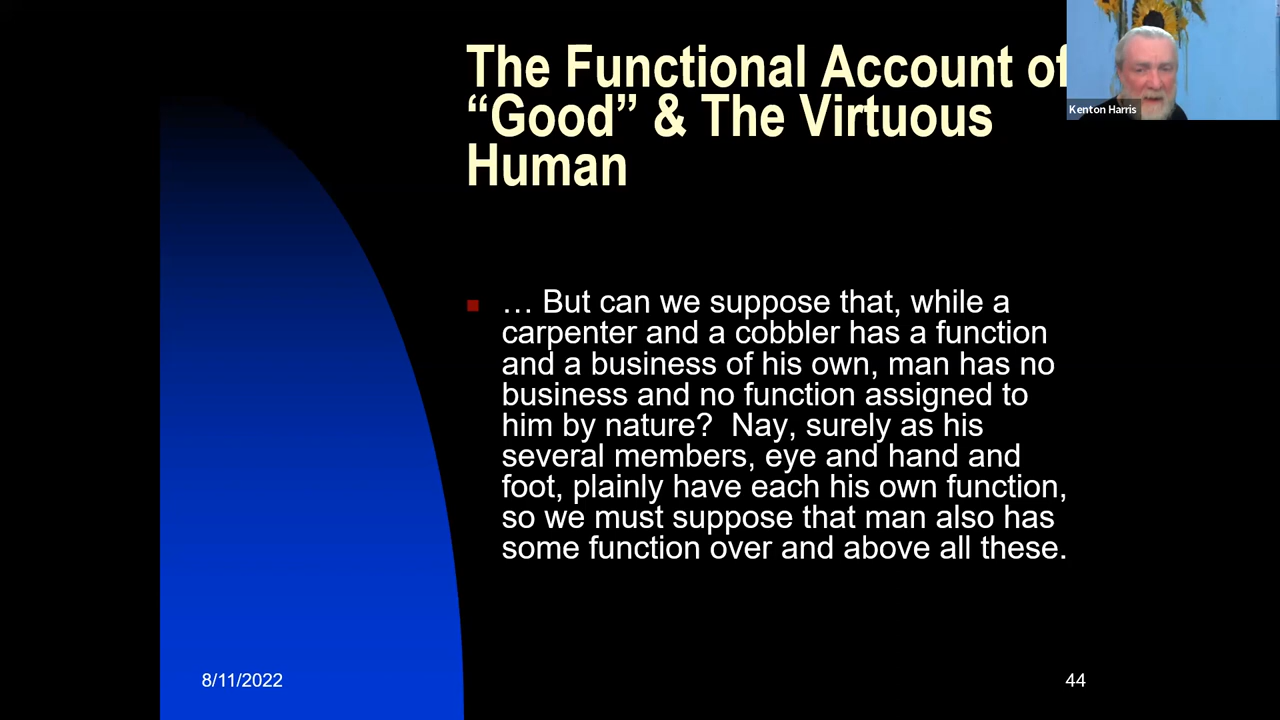 The Functional Account of
“Good” & The Virtuous
Human
Kenton Harris
… But can we suppose that, while a
carpenter and a cobbler has a function
and a business of his own, man has no
business and no function assigned to
him by nature?  Nay, surely as his
several members, eye and hand and
foot, plainly have each his own function,
so we must suppose that man also has
some function over and above all these.
8/11/2022
44